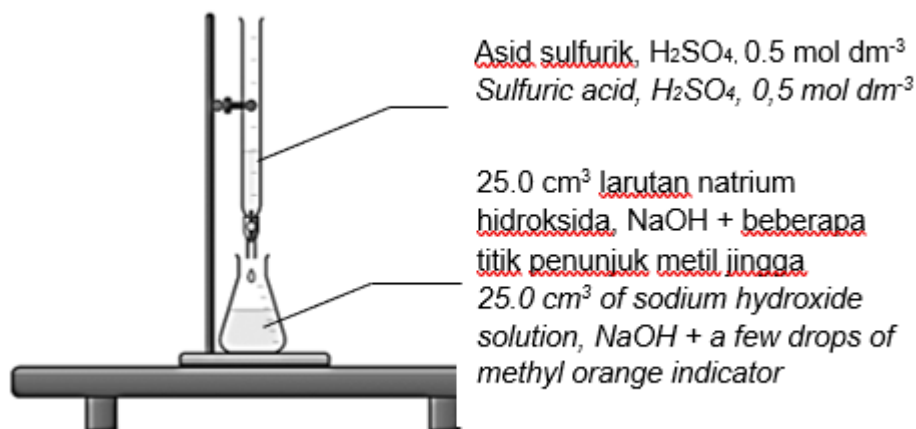 Asid sulfurik, H₂SO₄, 0.5 mol dm⁻³
Sulfuric acid, H₂SO₄, 0,5 mol dm⁻³
25.0 cm³ larutan natrium
hidroksida, NaOH + beberapa
titik penunjuk metil jingga
25.0 cm³ of sodium hydroxide
solution, NaOH + a few drops of
methyl orange indicator